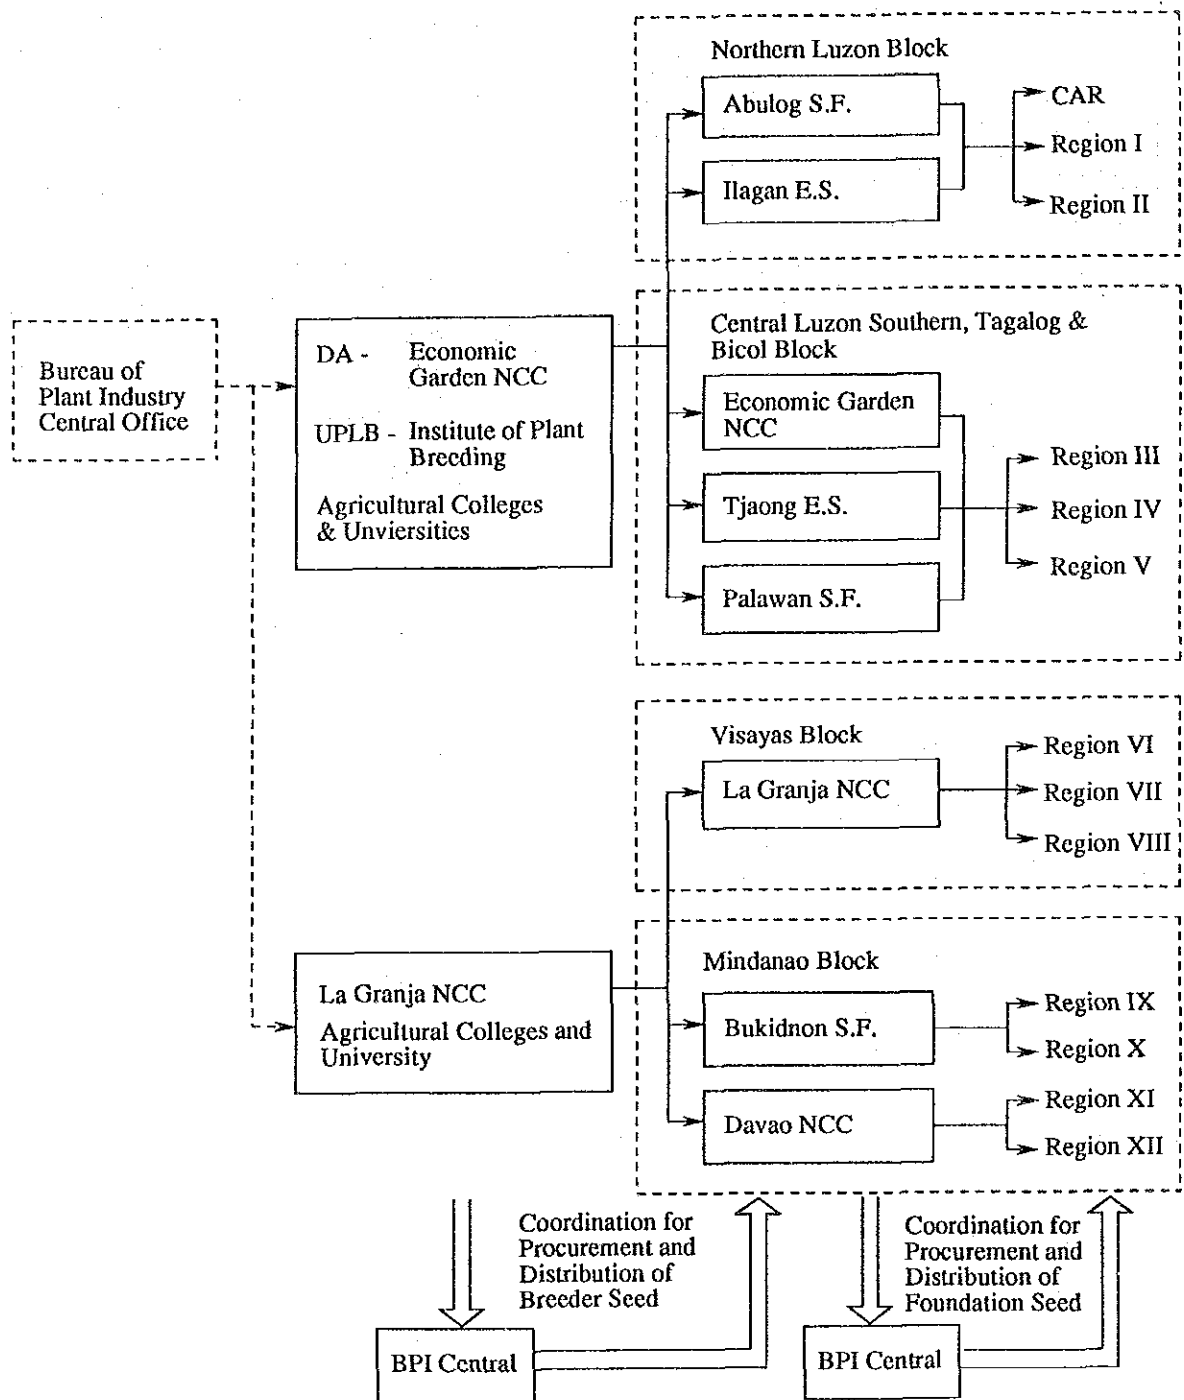 Northern Luzon Block
Abulog S.F.
Ilagan E.S.
CAR
Region I
Region II
Bureau of
Plant Industry
Central Office
DA - Economic
Garden NCC
UPLB - Institute of Plant
Breeding
Agricultural Colleges
& Unviersitics
Central Luzon Southern, Tagalog &
Bicol Block
Economic Garden
NCC
Tjaong E.S.
Palawan S.F.
Region III
Region IV
Region V
Visayas Block
La Granja NCC
Region VI
Region VII
Region VIII
La Granja NCC
Agricultural Colleges and
University
Mindanao Block
Bukidnon S.F.
Davao NCC
Region IX
Region X
Region XI
Region XII
Coordination for
Procurement and
Distribution of
Breeder Seed
BPI Central
Coordination for
Procurement and
Distribution of
Foundation Seed
BPI Central